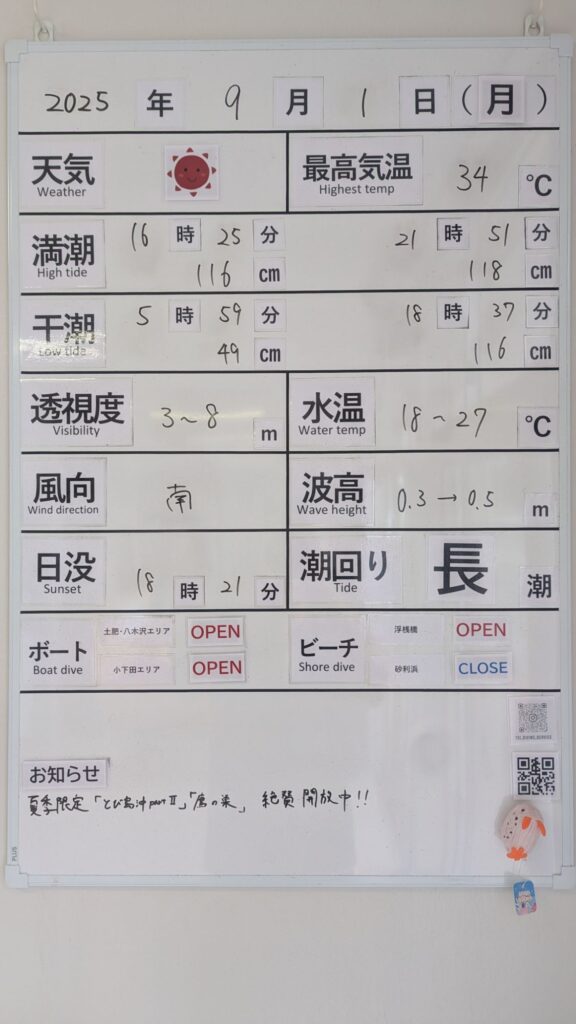 2025 年 9 月 1 日 (月)
天気
Weather
最高気温
Highest temp
34 ℃
満潮
High tide
16 時 25 分
116 cm
21 時 51 分
118 cm
干潮
Low tide
5 時 59 分
49 cm
18 時 37 分
116 cm
透視度
Visibility
3～8 m
水温
Water temp
18～27 ℃
風向
Wind direction
南
波高
Wave height
0.3→0.5 m
日没
Sunset
18 時 21 分
潮回り
Tide
長 潮
ボート
Boat dive
土肥・八木沢エリア OPEN
小下田エリア OPEN
ビーチ
Shore dive
浮桟橋 OPEN
砂利浜 CLOSE
お知らせ
夏季限定「とび島沖partⅡ」「鷹の巣」絶賛開放中!!
PLUS